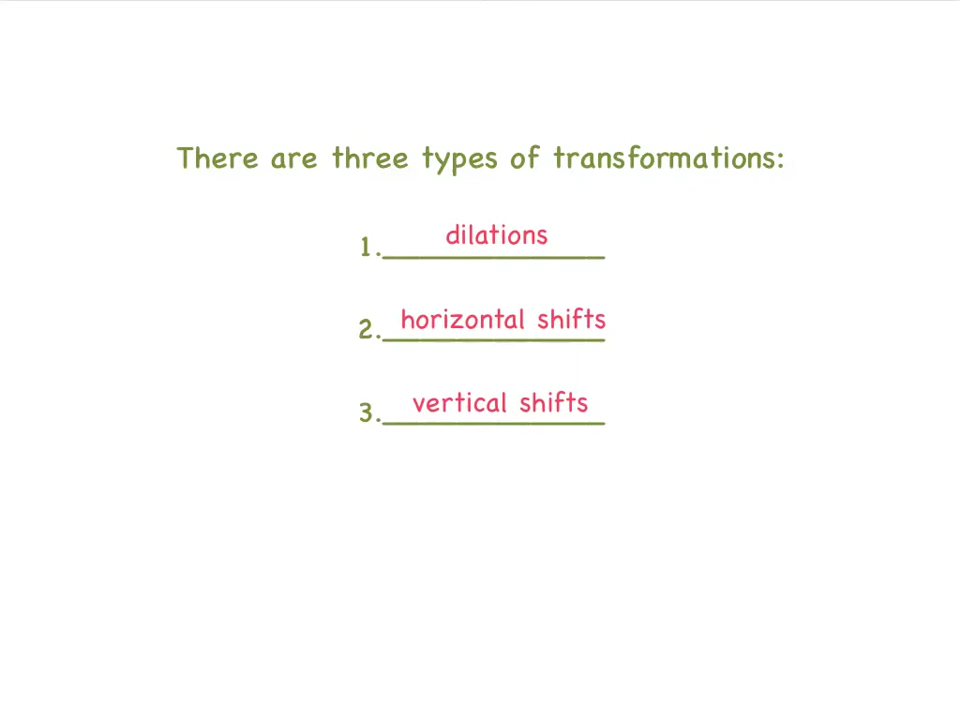 There are three types of transformations:
1. dilations
2. horizontal shifts
3. vertical shifts